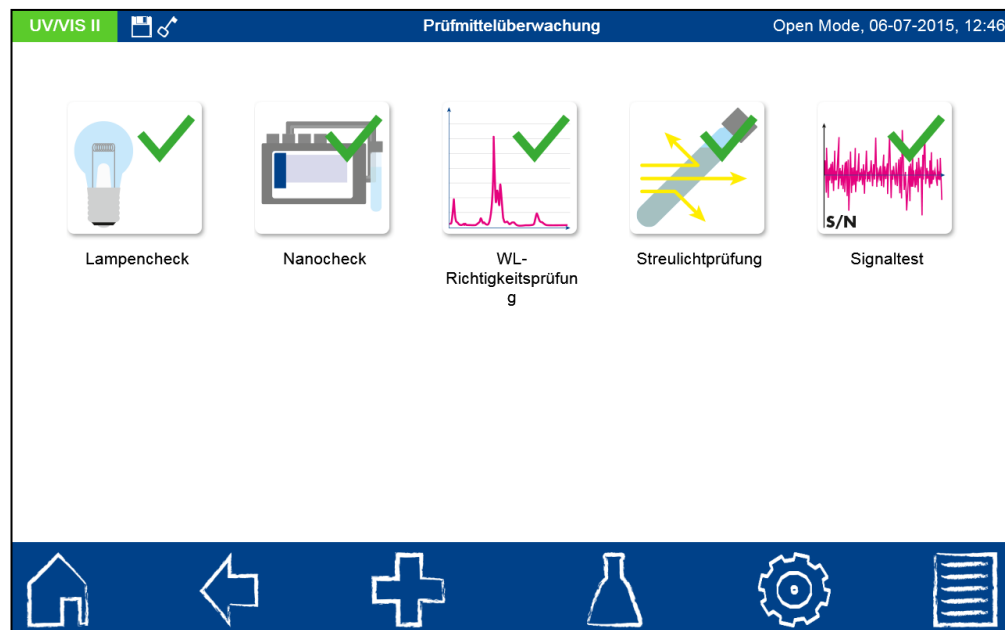 UV/VIS II
Prüfmittelüberwachung
Open Mode, 06-07-2015, 12:46
S/N
Lampencheck
Nanocheck
WL-
Richtigkeitsprüfun
g
Streulichtprüfung
Signaltest